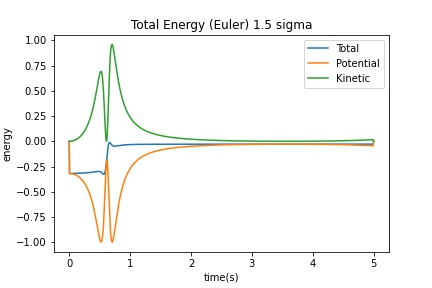 Total Energy (Euler) 1.5 sigma
1.00
0.75
0.50
0.25
0.00
−0.25
−0.50
−0.75
−1.00
energy
Total
Potential
Kinetic
0 1 2 3 4 5
time(s)